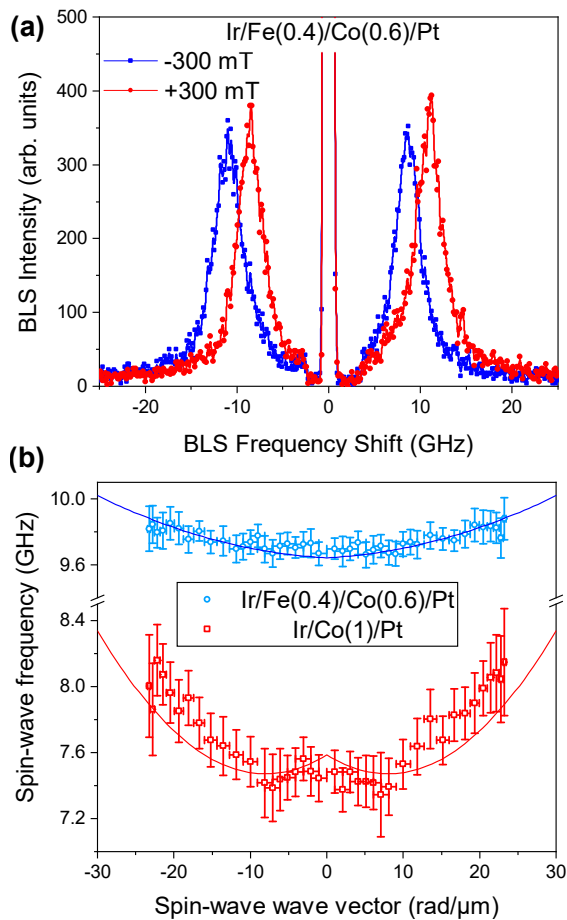 (a)
Ir/Fe(0.4)/Co(0.6)/Pt
-300 mT
+300 mT
500
400
300
200
100
0
BLS Intensity (arb. units)
-20
-10
0
10
20
BLS Frequency Shift (GHz)
(b)
10.0
9.6
8.4
8.0
7.6
7.2
Spin-wave frequency (GHz)
Ir/Fe(0.4)/Co(0.6)/Pt
Ir/Co(1)/Pt
-30
-20
-10
0
10
20
30
Spin-wave wave vector (rad/μm)